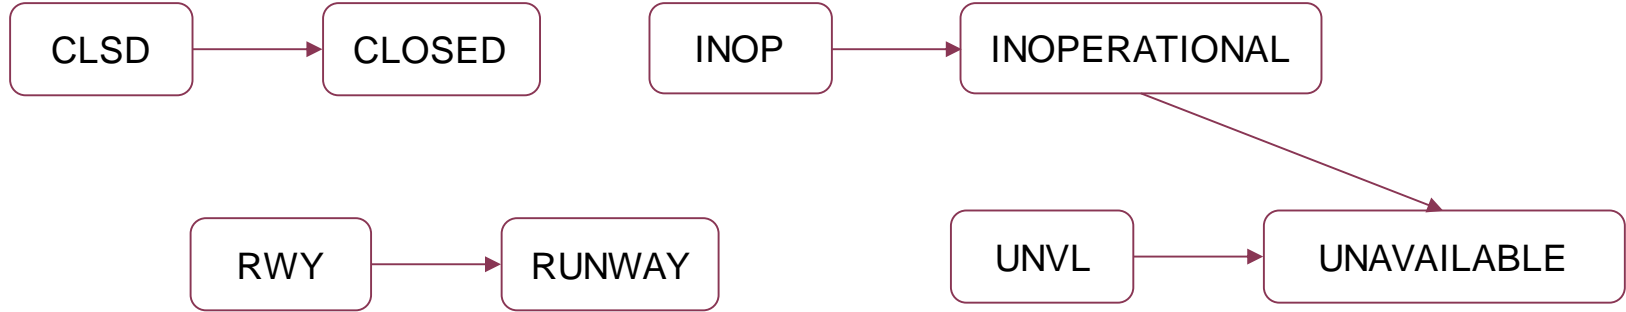 CLSD
CLOSED
INOP
INOPERATIONAL
RWY
RUNWAY
UNVL
UNAVAILABLE